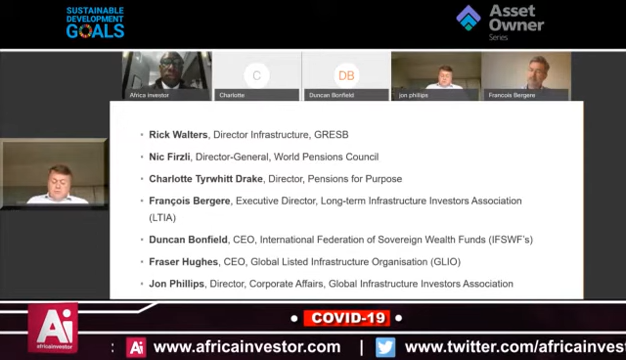 SUSTAINABLE
DEVELOPMENT
GOALS
Asset
Owner
Series
C
DB
Africa investor
Charlotte
Duncan Bonfield
jon phillips
Francois Bergere
• Rick Walters, Director Infrastructure, GRESB
• Nic Firzli, Director-General, World Pensions Council
• Charlotte Tyrwhitt Drake, Director, Pensions for Purpose
• François Bergere, Executive Director, Long-term Infrastructure Investors Association
(LTIA)
• Duncan Bonfield, CEO, International Federation of Sovereign Wealth Funds (IFSWF's)
• Fraser Hughes, CEO, Global Listed Infrastructure Organisation (GLIO)
• Jon Phillips, Director, Corporate Affairs, Global Infrastructure Investors Association
• COVID-19 •
Ai
africainvestor
: Ai www.africainvestor.com | www.twitter.com/africainves